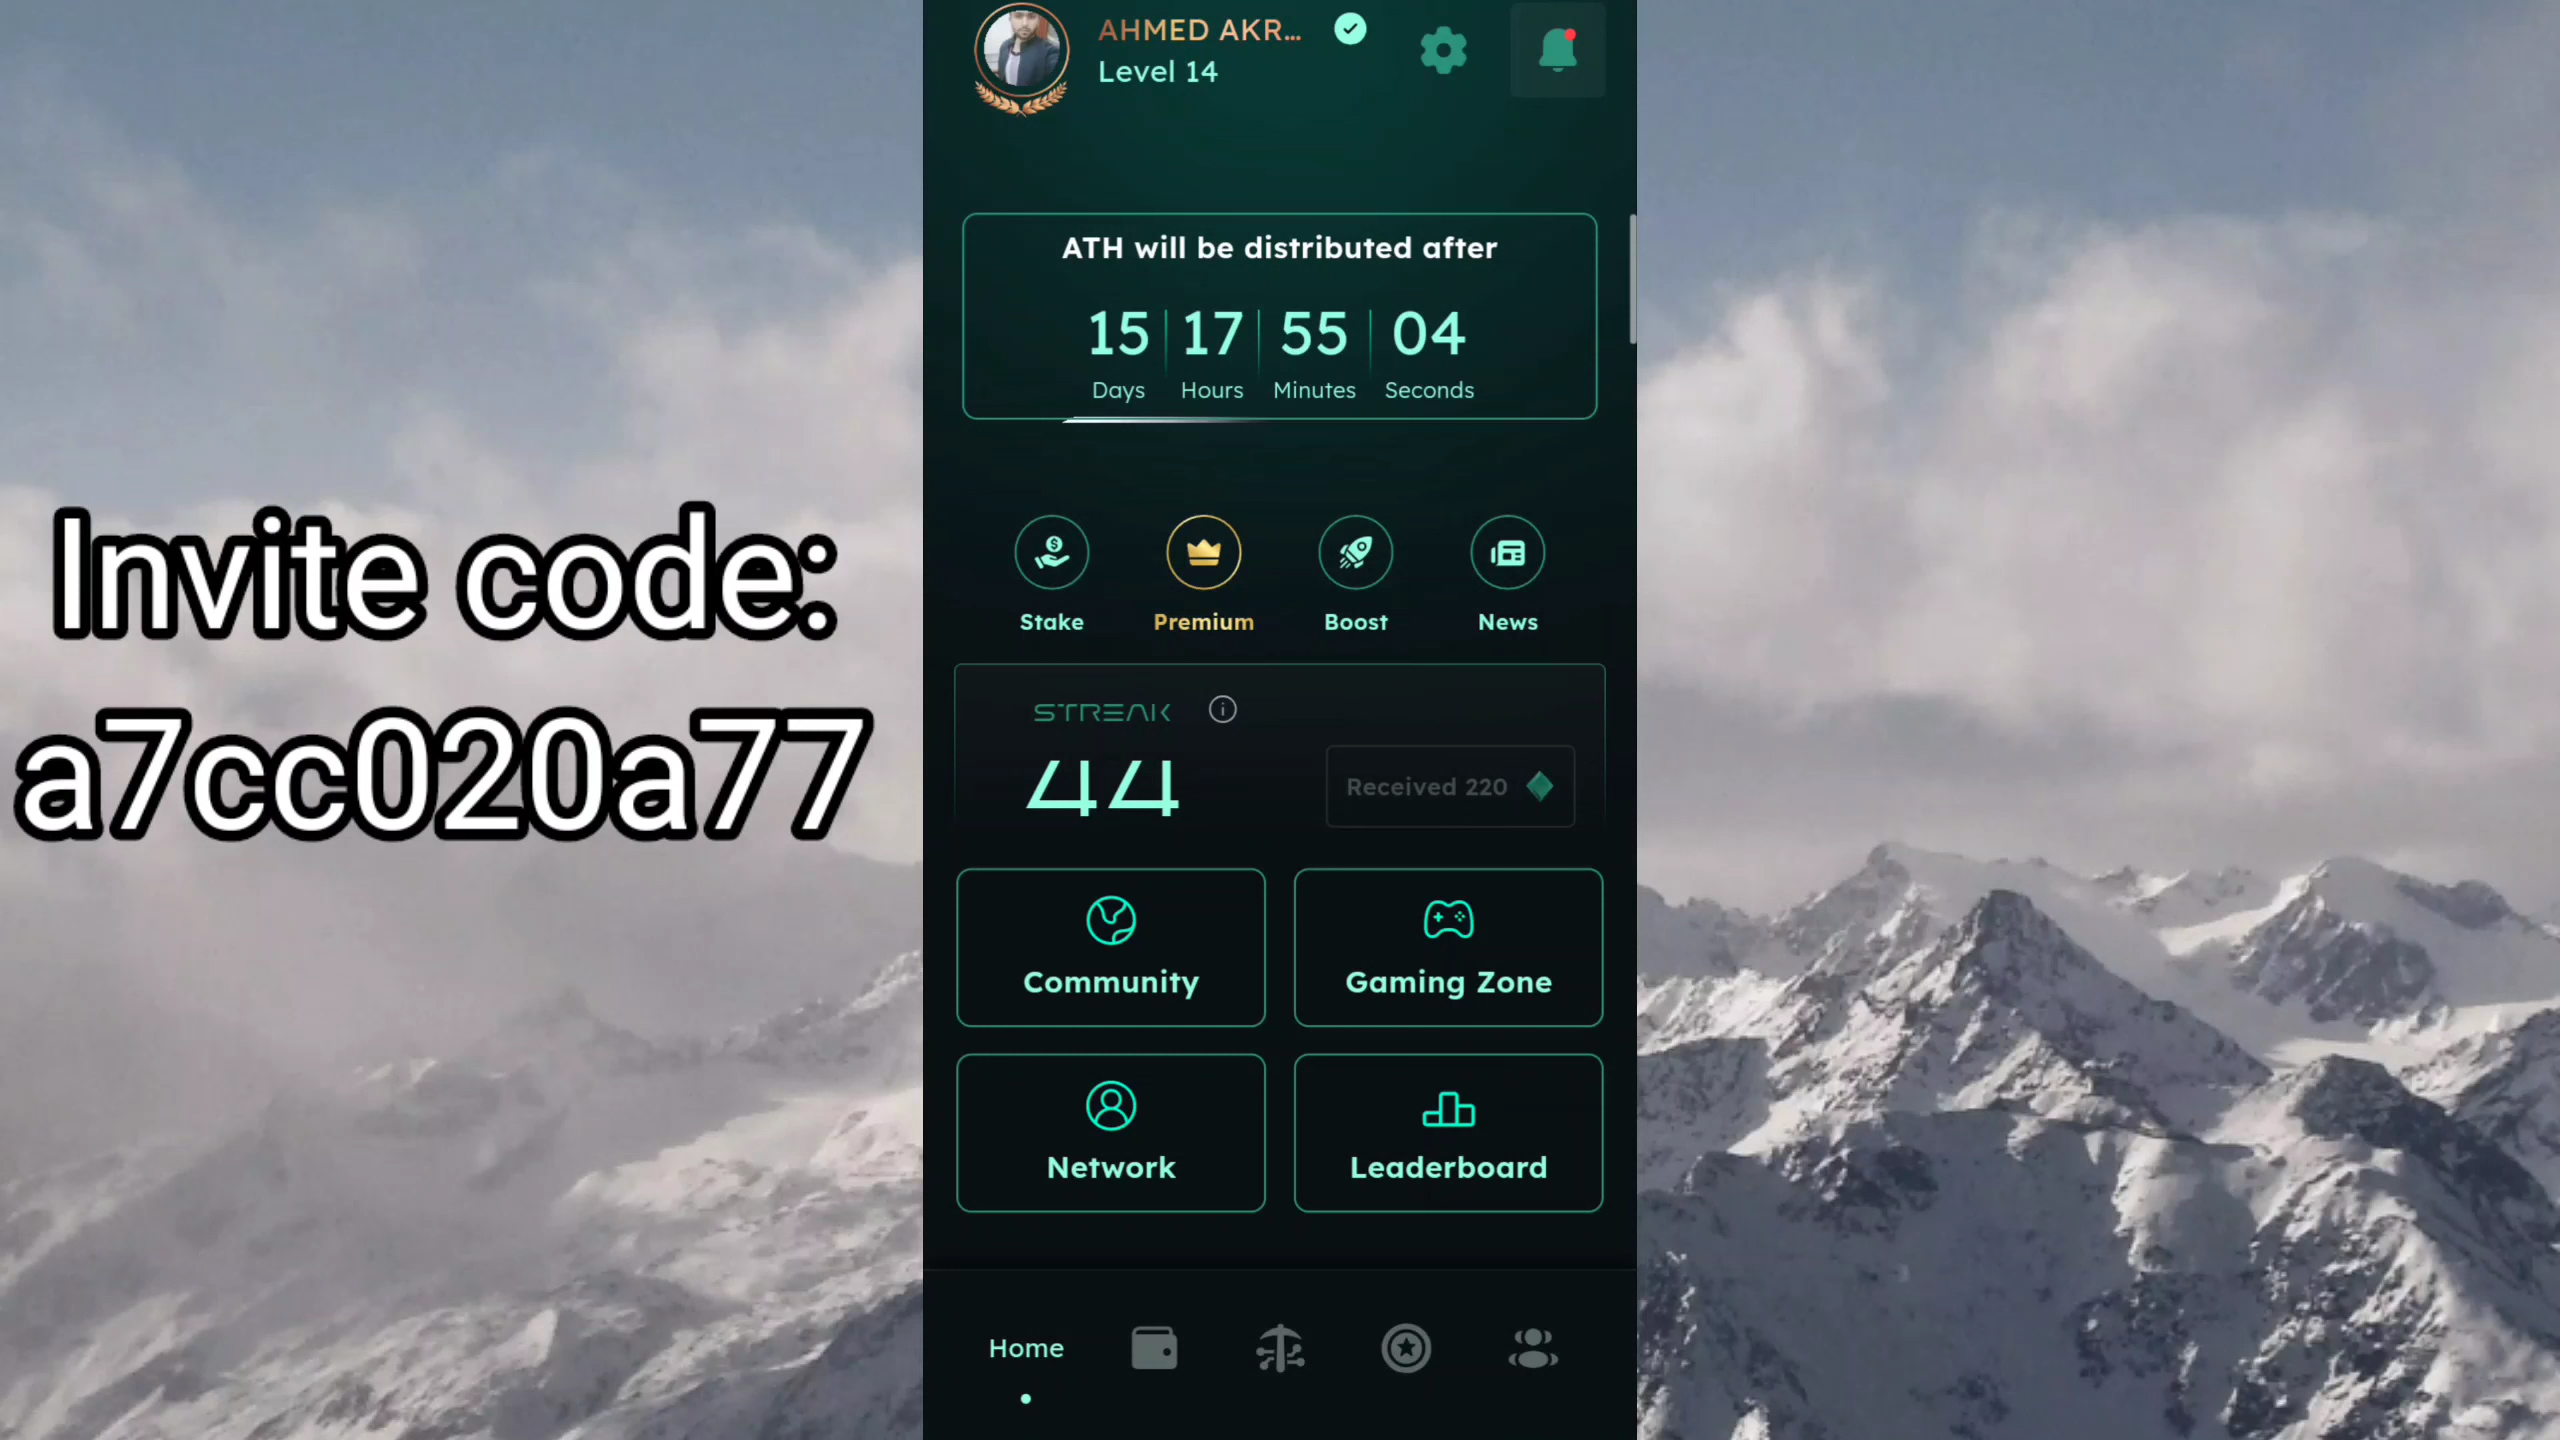 AHMED AKR...
Level 14
ATH will be distributed after
15 17 55 04
Days Hours Minutes Seconds
Invite code:
a7cc020a77
Stake Premium Boost News
STREAK
44
Received 220
Community Gaming Zone
Network Leaderboard
Home